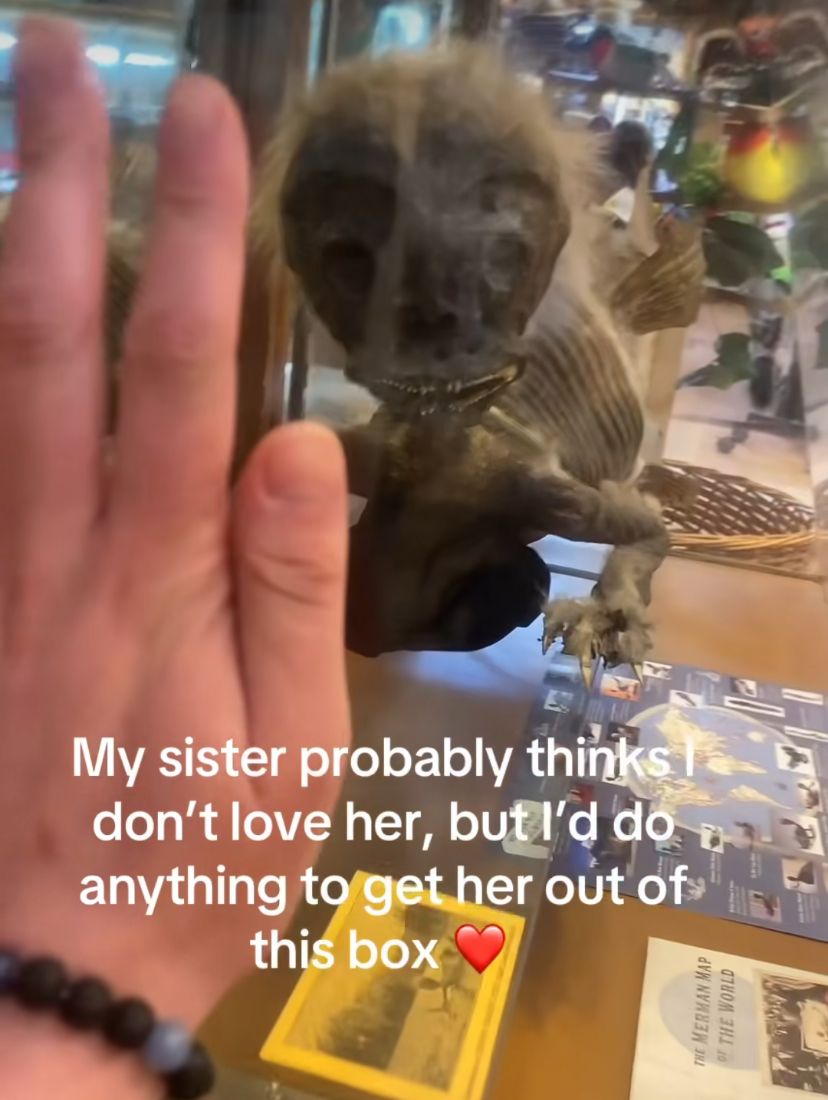 My sister probably thinks I
don't love her, but I'd do
anything to get her out of
this box ❤️
THE MERMAN MAP
OF THE WORLD